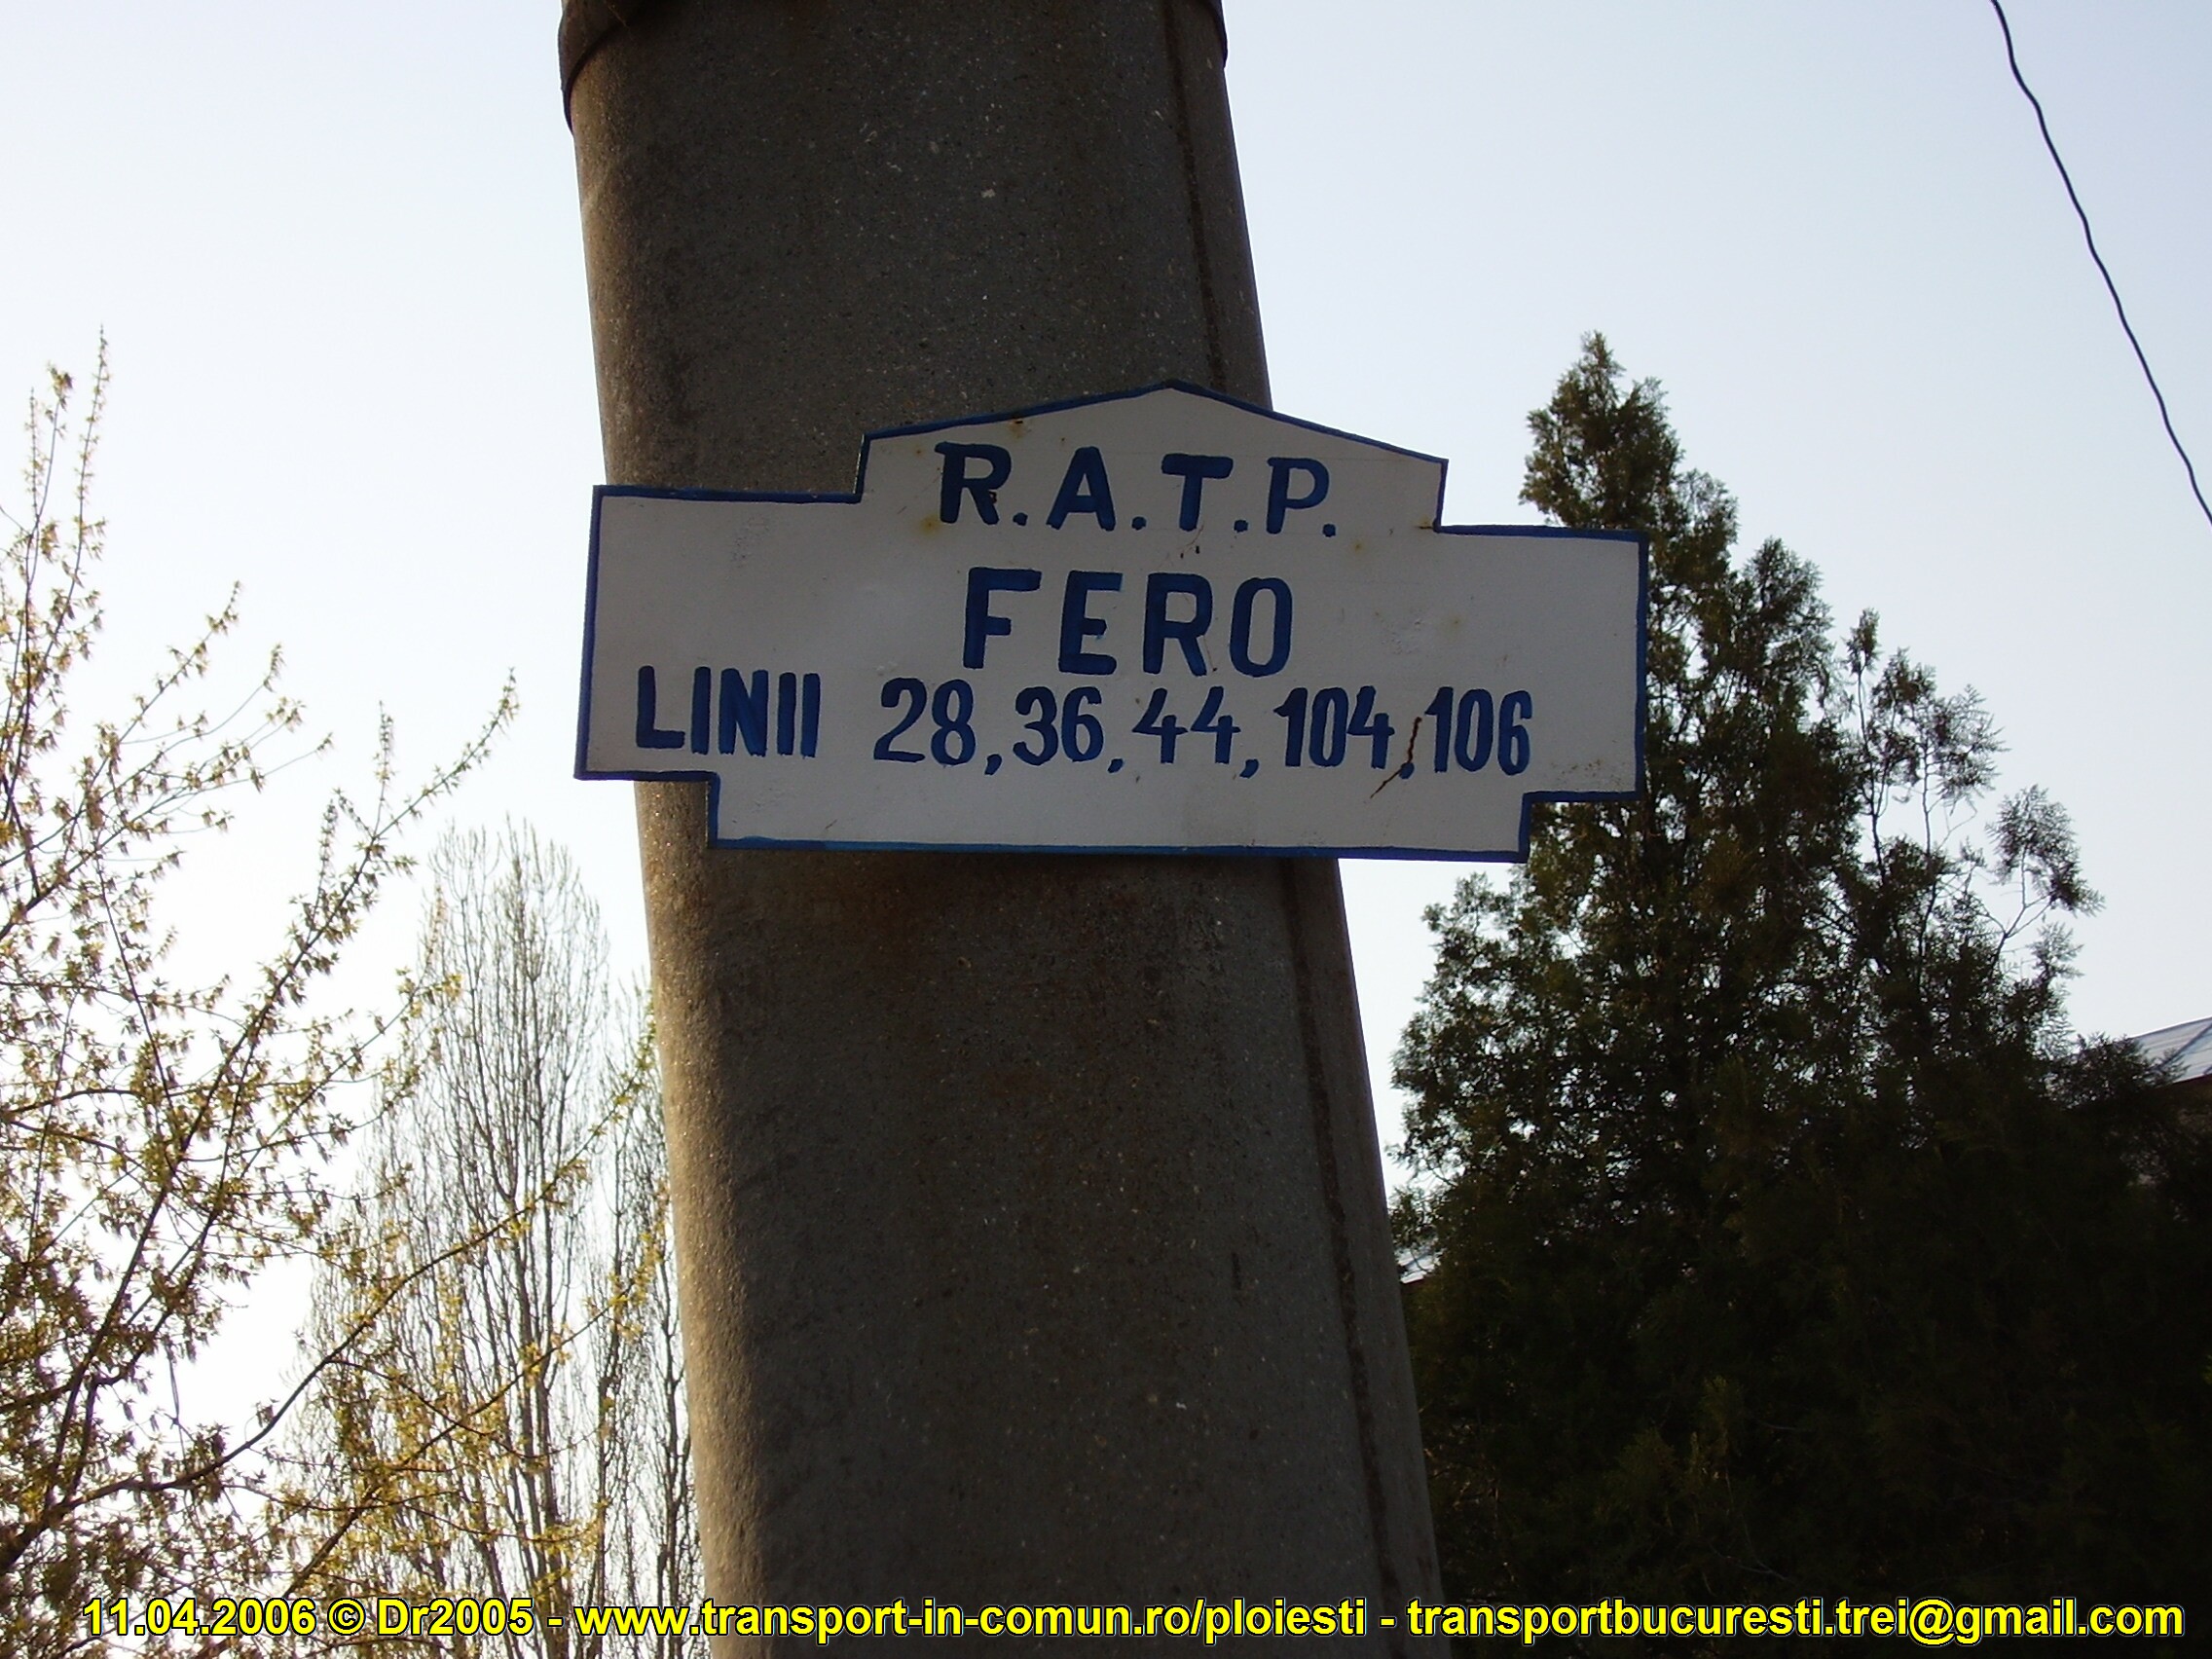 R.A.T.P.
FERO
LINII 28,36,44,104,106
11.04.2006 © Dr2005 - www.transport-in-comun.ro/ploiesti - transportbucuresti.trei@gmail.com